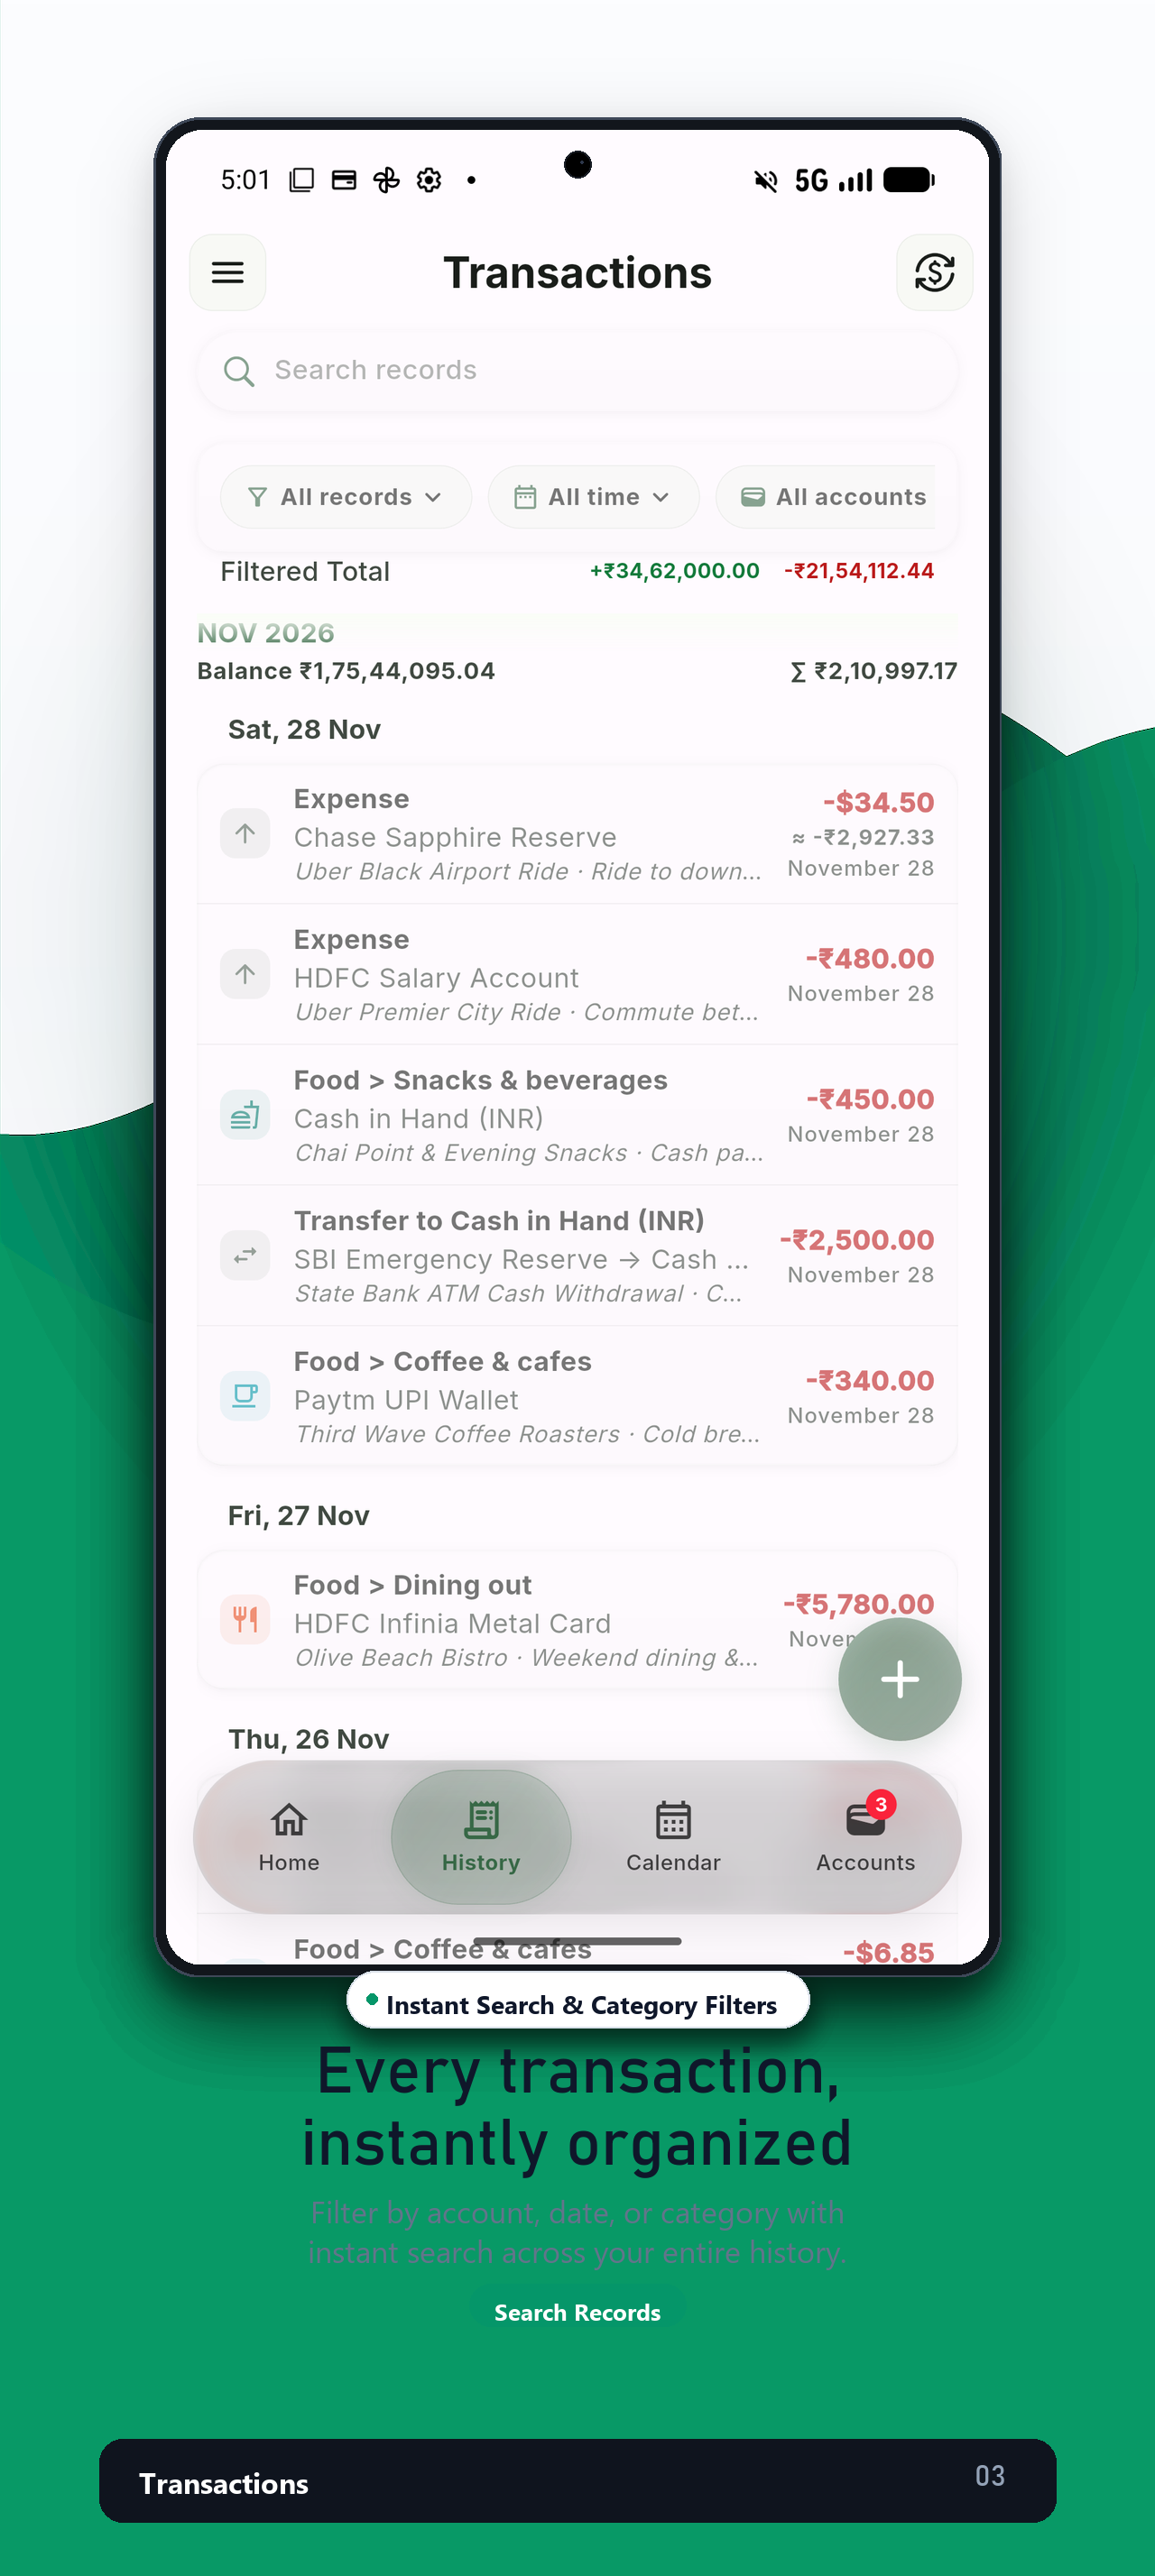 5:01
5G
Transactions
Search records
All records
All time
All accounts
Filtered Total +₹34,62,000.00 -₹21,54,112.44
NOV 2026
Balance ₹1,75,44,095.04 ∑ ₹2,10,997.17
Sat, 28 Nov
Expense
-$34.50
Chase Sapphire Reserve
≈ -₹2,927.33
Uber Black Airport Ride · Ride to down...
November 28
Expense
-₹480.00
HDFC Salary Account
November 28
Uber Premier City Ride · Commute bet...
Food > Snacks & beverages
-₹450.00
Cash in Hand (INR)
November 28
Chai Point & Evening Snacks · Cash pa...
Transfer to Cash in Hand (INR)
-₹2,500.00
SBI Emergency Reserve → Cash ...
November 28
State Bank ATM Cash Withdrawal · C...
Food > Coffee & cafes
-₹340.00
Paytm UPI Wallet
November 28
Third Wave Coffee Roasters · Cold bre...
Fri, 27 Nov
Food > Dining out
-₹5,780.00
HDFC Infinia Metal Card
Olive Beach Bistro · Weekend dining &...
Thu, 26 Nov
3
Home
History
Calendar
Accounts
Food > Coffee & cafes
-$6.85
Instant Search & Category Filters
Every transaction,
instantly organized
Filter by account, date, or category with
instant search across your entire history.
Search Records
Transactions 03